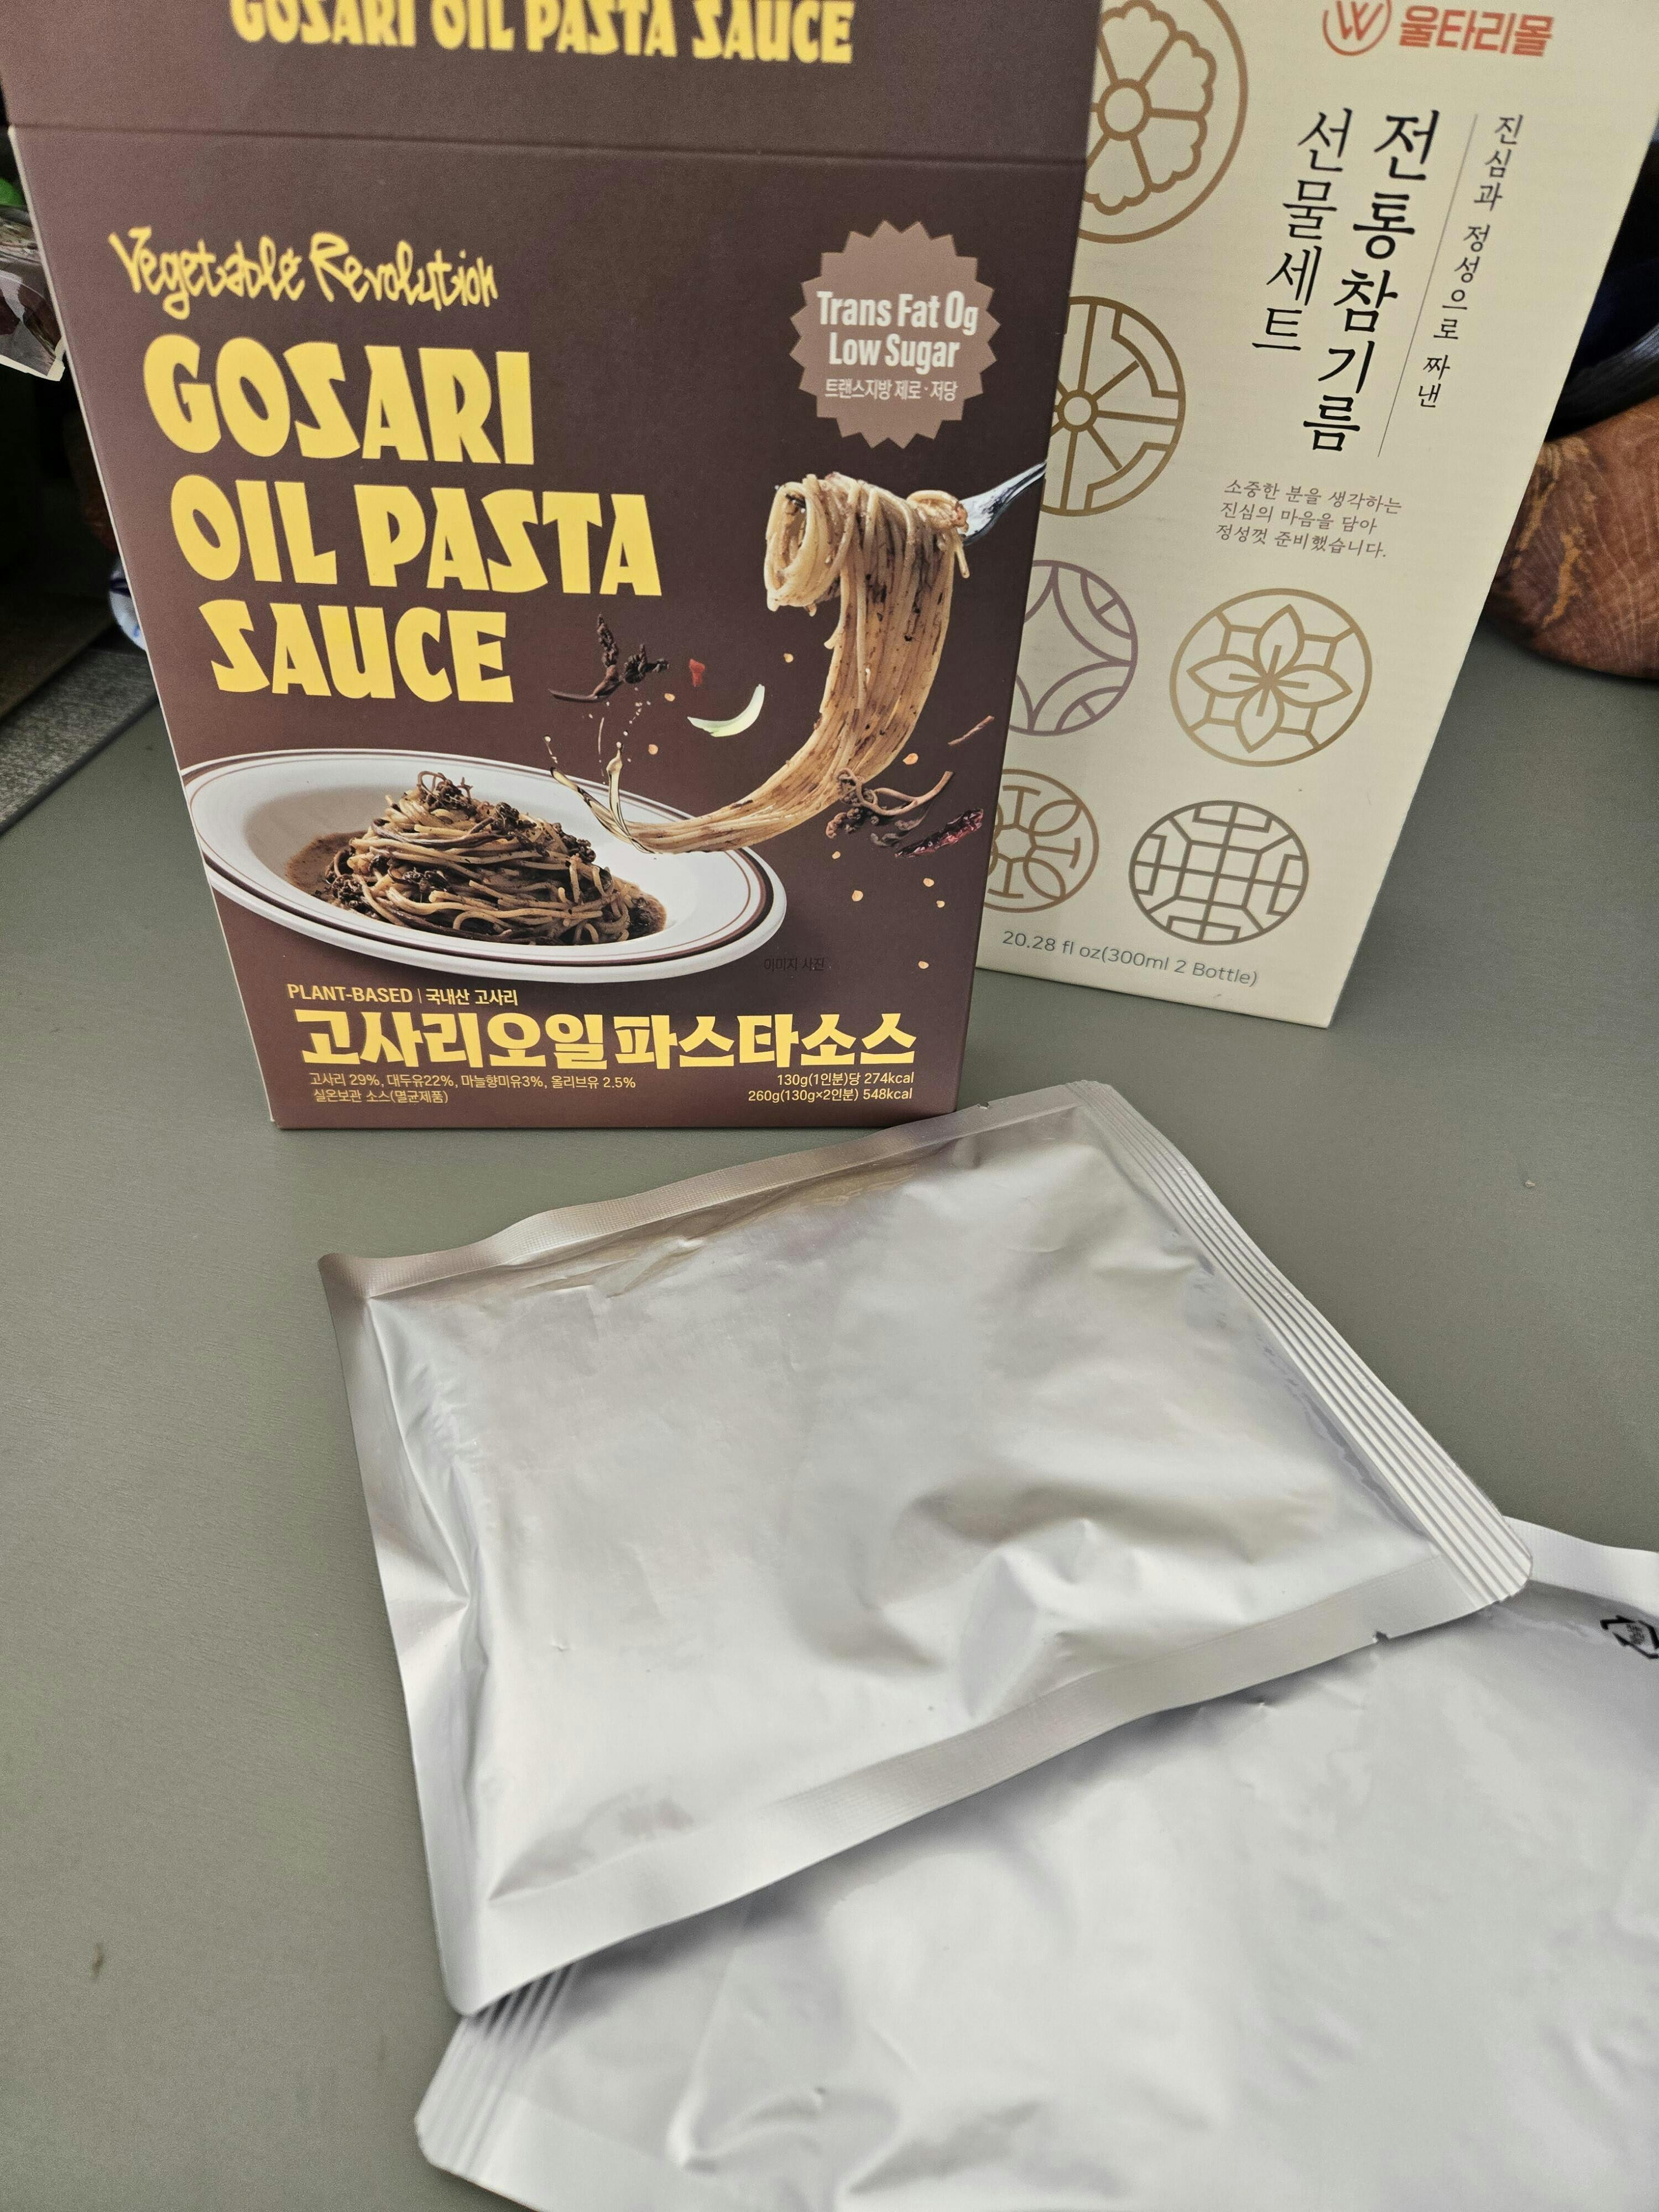 GOSARI OIL PASTA SAUCE
Vegetable Revolution
GOSARI
OIL PASTA
SAUCE
Trans Fat 0g
Low Sugar
트랜스지방 제로·저당
이미지 사진
PLANT-BASED | 국내산 고사리
고사리오일파스타소스
고사리 29%, 대두유22%, 마늘향미유3%, 올리브유 2.5%
실온보관 소스(멸균제품)
130g(1인분)당 274kcal
260g(130g×2인분) 548kcal
W 울타리몰
진심과 정성으로 짜낸
전통참기름
선물세트
소중한 분을 생각하는
진심의 마음을 담아
정성껏 준비했습니다.
20.28 fl oz(300ml 2 Bottle)